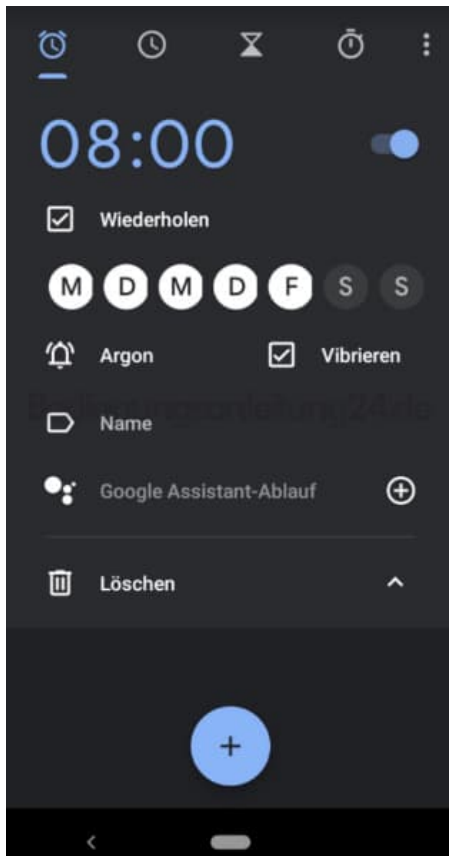 08:00
Wiederholen
M D M D F S S
Argon Vibrieren
Bedienungsanleitung24.de
Name
Google Assistant-Ablauf
Löschen